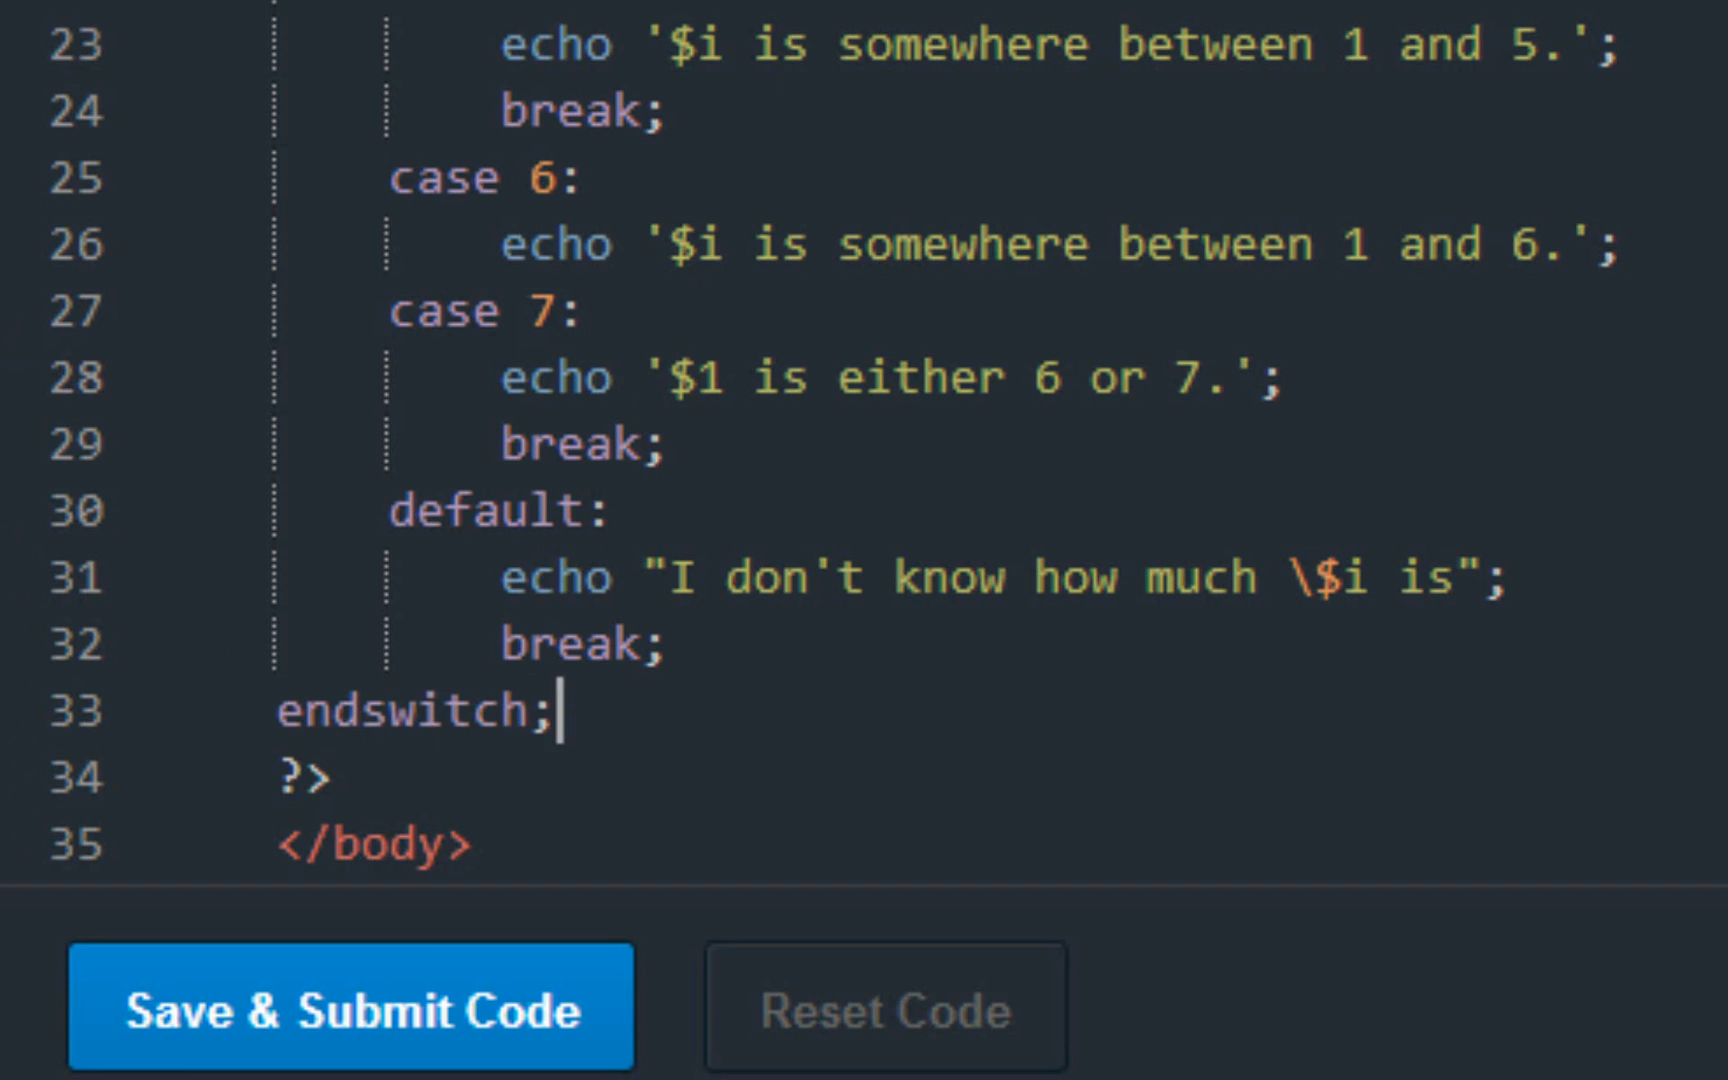 23 echo '$i is somewhere between 1 and 5.';
24 break;
25 case 6:
26 echo '$i is somewhere between 1 and 6.';
27 case 7:
28 echo '$1 is either 6 or 7.';
29 break;
30 default:
31 echo "I don't know how much \$i is";
32 break;
33 endswitch;
34 ?>
35 </body>
Save & Submit Code
Reset Code